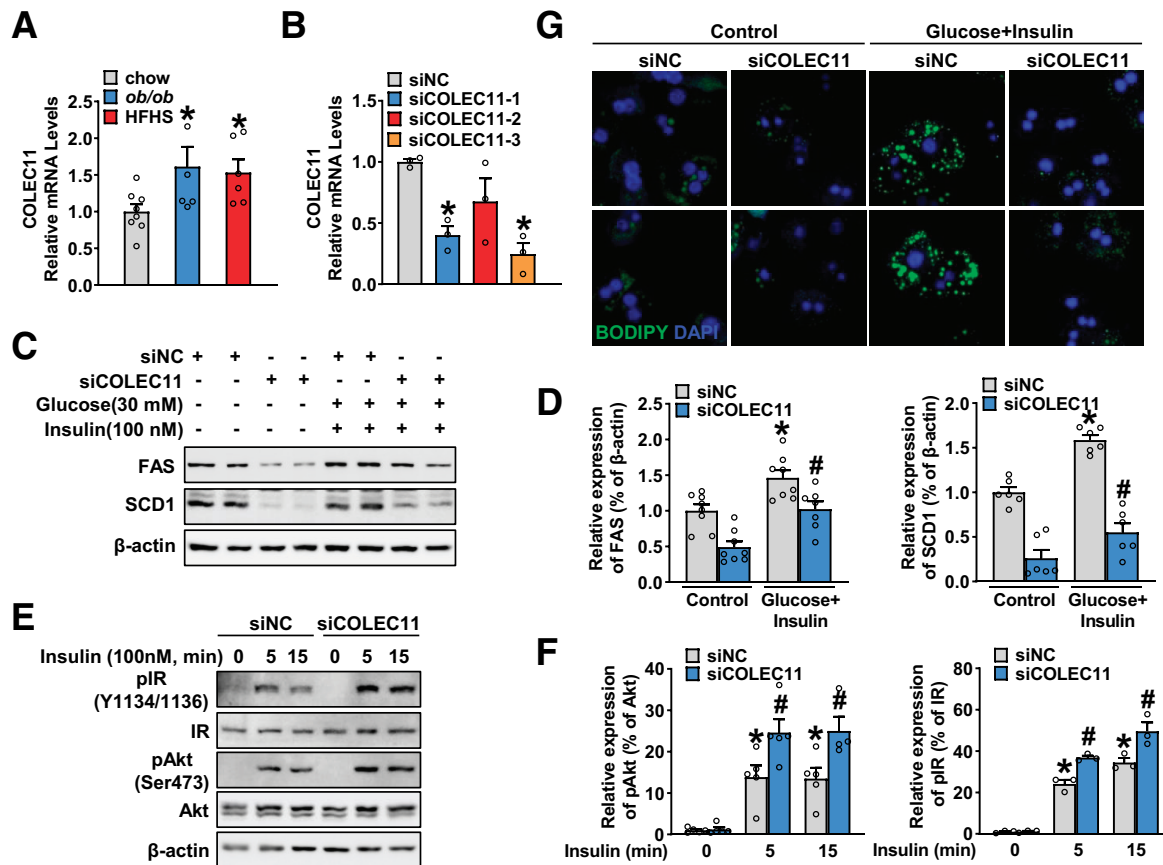 A
chow
ob/ob
HFHS
COLEC11
Relative mRNA Levels
2.5
2.0
1.5
1.0
0.5
0.0
*
*
B
siNC
siCOLEC11-1
siCOLEC11-2
siCOLEC11-3
COLEC11
Relative mRNA Levels
1.5
1.0
0.5
0.0
*
*
C
siNC + + - - + + - -
siCOLEC11 - - + + - - + +
Glucose(30 mM) - - - - + + + +
Insulin(100 nM) - - - - + + + +
FAS
SCD1
β-actin
E
siNC siCOLEC11
Insulin (100nM, min) 0 5 15 0 5 15
pIR
(Y1134/1136)
IR
pAkt
(Ser473)
Akt
β-actin
G
Control Glucose+Insulin
siNC siCOLEC11 siNC siCOLEC11
BODIPY DAPI
D
siNC
siCOLEC11
Relative expression
of FAS (% of β-actin)
2.5
2.0
1.5
1.0
0.5
0.0
*
#
Control Glucose+
Insulin
siNC
siCOLEC11
Relative expression
of SCD1 (% of β-actin)
2.0
1.5
1.0
0.5
0.0
*
#
Control Glucose+
Insulin
F
siNC
siCOLEC11
Relative expression
of pAkt (% of Akt)
40
30
20
10
0
*
#
*
#
Insulin (min) 0 5 15
siNC
siCOLEC11
Relative expression
of pIR (% of IR)
80
60
40
20
0
*
#
*
#
Insulin (min) 0 5 15